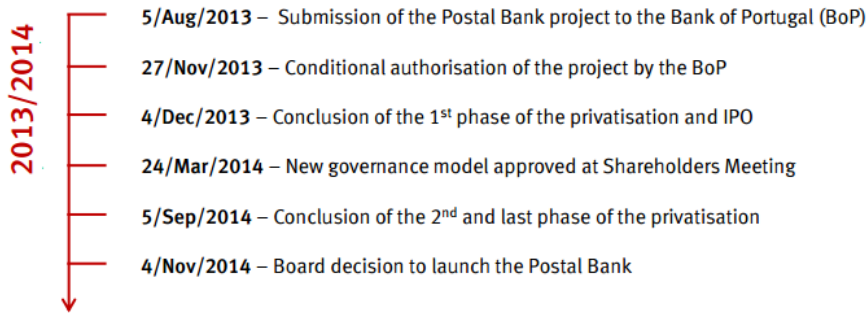 2013/2014
5/Aug/2013 – Submission of the Postal Bank project to the Bank of Portugal (BoP)
27/Nov/2013 – Conditional authorisation of the project by the BoP
4/Dec/2013 – Conclusion of the 1st phase of the privatisation and IPO
24/Mar/2014 – New governance model approved at Shareholders Meeting
5/Sep/2014 – Conclusion of the 2nd and last phase of the privatisation
4/Nov/2014 – Board decision to launch the Postal Bank